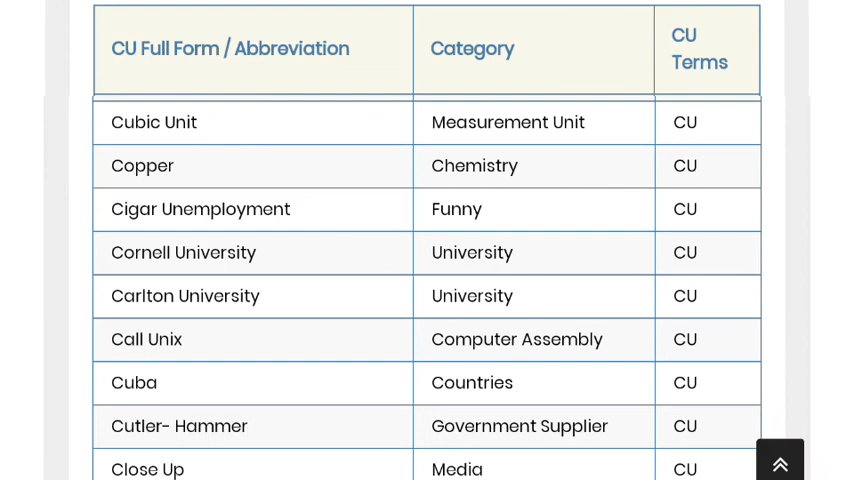 CU Full Form / Abbreviation Category CU Terms
Cubic Unit Measurement Unit CU
Copper Chemistry CU
Cigar Unemployment Funny CU
Cornell University University CU
Carlton University University CU
Call Unix Computer Assembly CU
Cuba Countries CU
Cutler- Hammer Government Supplier CU
Close Up Media CU